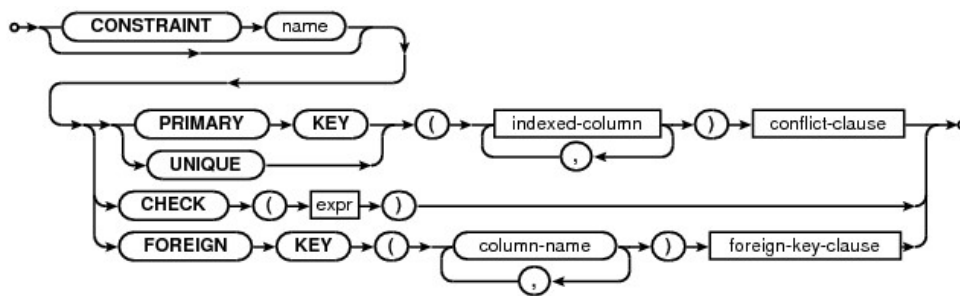 CONSTRAINT name
PRIMARY KEY ( indexed-column ) conflict-clause
,
UNIQUE
CHECK ( expr )
FOREIGN KEY ( column-name ) foreign-key-clause
,